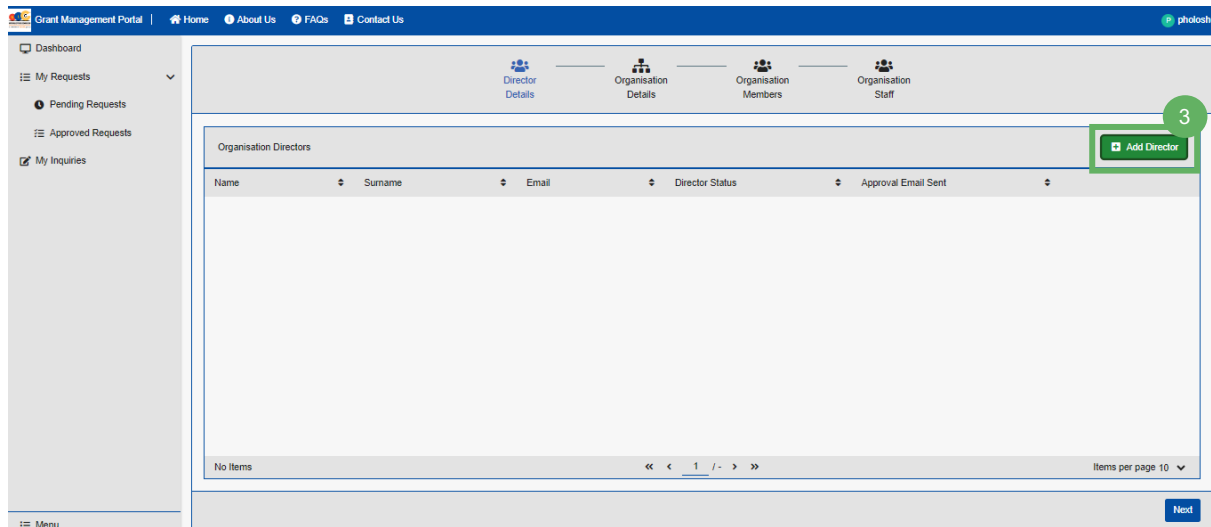 Grant Management Portal | Home About Us FAQs Contact Us P pholosh
Dashboard
My Requests
Pending Requests
Approved Requests
My Inquiries
Menu
Director
Details
Organisation
Details
Organisation
Members
Organisation
Staff
3
Organisation Directors Add Director
Name Surname Email Director Status Approval Email Sent
No Items « ‹ 1 / - › » Items per page 10
Next